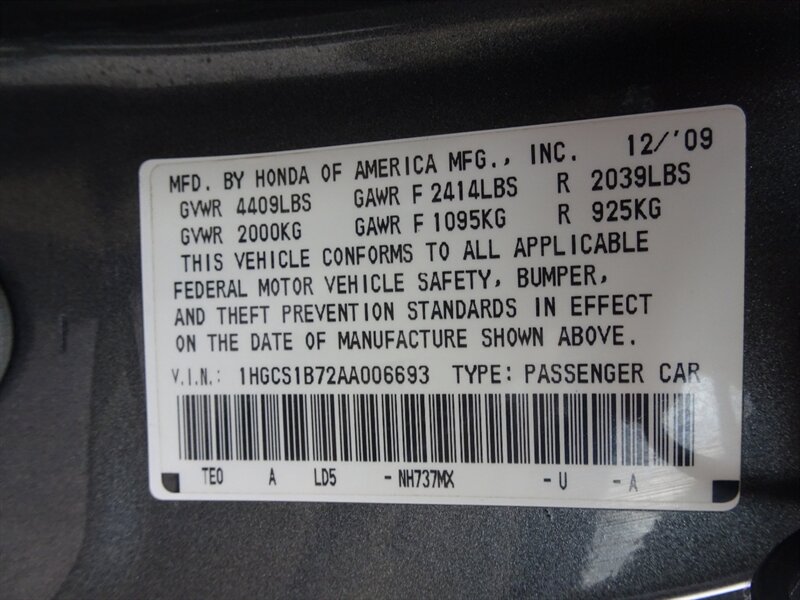 MFD. BY HONDA OF AMERICA MFG., INC. 12/'09
GVWR 4409LBS GAWR F 2414LBS R 2039LBS
GVWR 2000KG GAWR F 1095KG R 925KG
THIS VEHICLE CONFORMS TO ALL APPLICABLE
FEDERAL MOTOR VEHICLE SAFETY, BUMPER,
AND THEFT PREVENTION STANDARDS IN EFFECT
ON THE DATE OF MANUFACTURE SHOWN ABOVE.
V.I.N.: 1HGCS1B72AA006693 TYPE: PASSENGER CAR
TE0 A LD5 -NH737MX -U -A